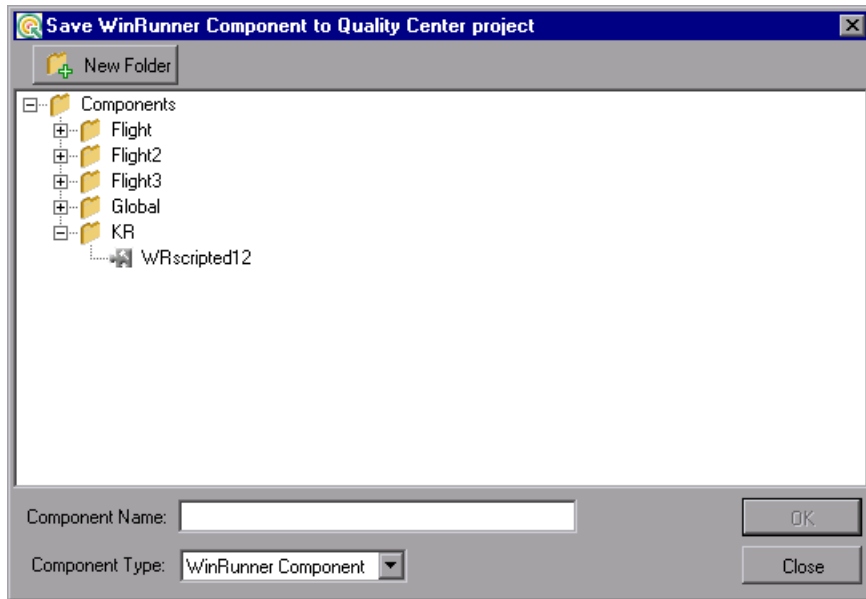 Save WinRunner Component to Quality Center project
New Folder
Components
Flight
Flight2
Flight3
Global
KR
WRscripted12
Component Name:
OK
Component Type: WinRunner Component
Close